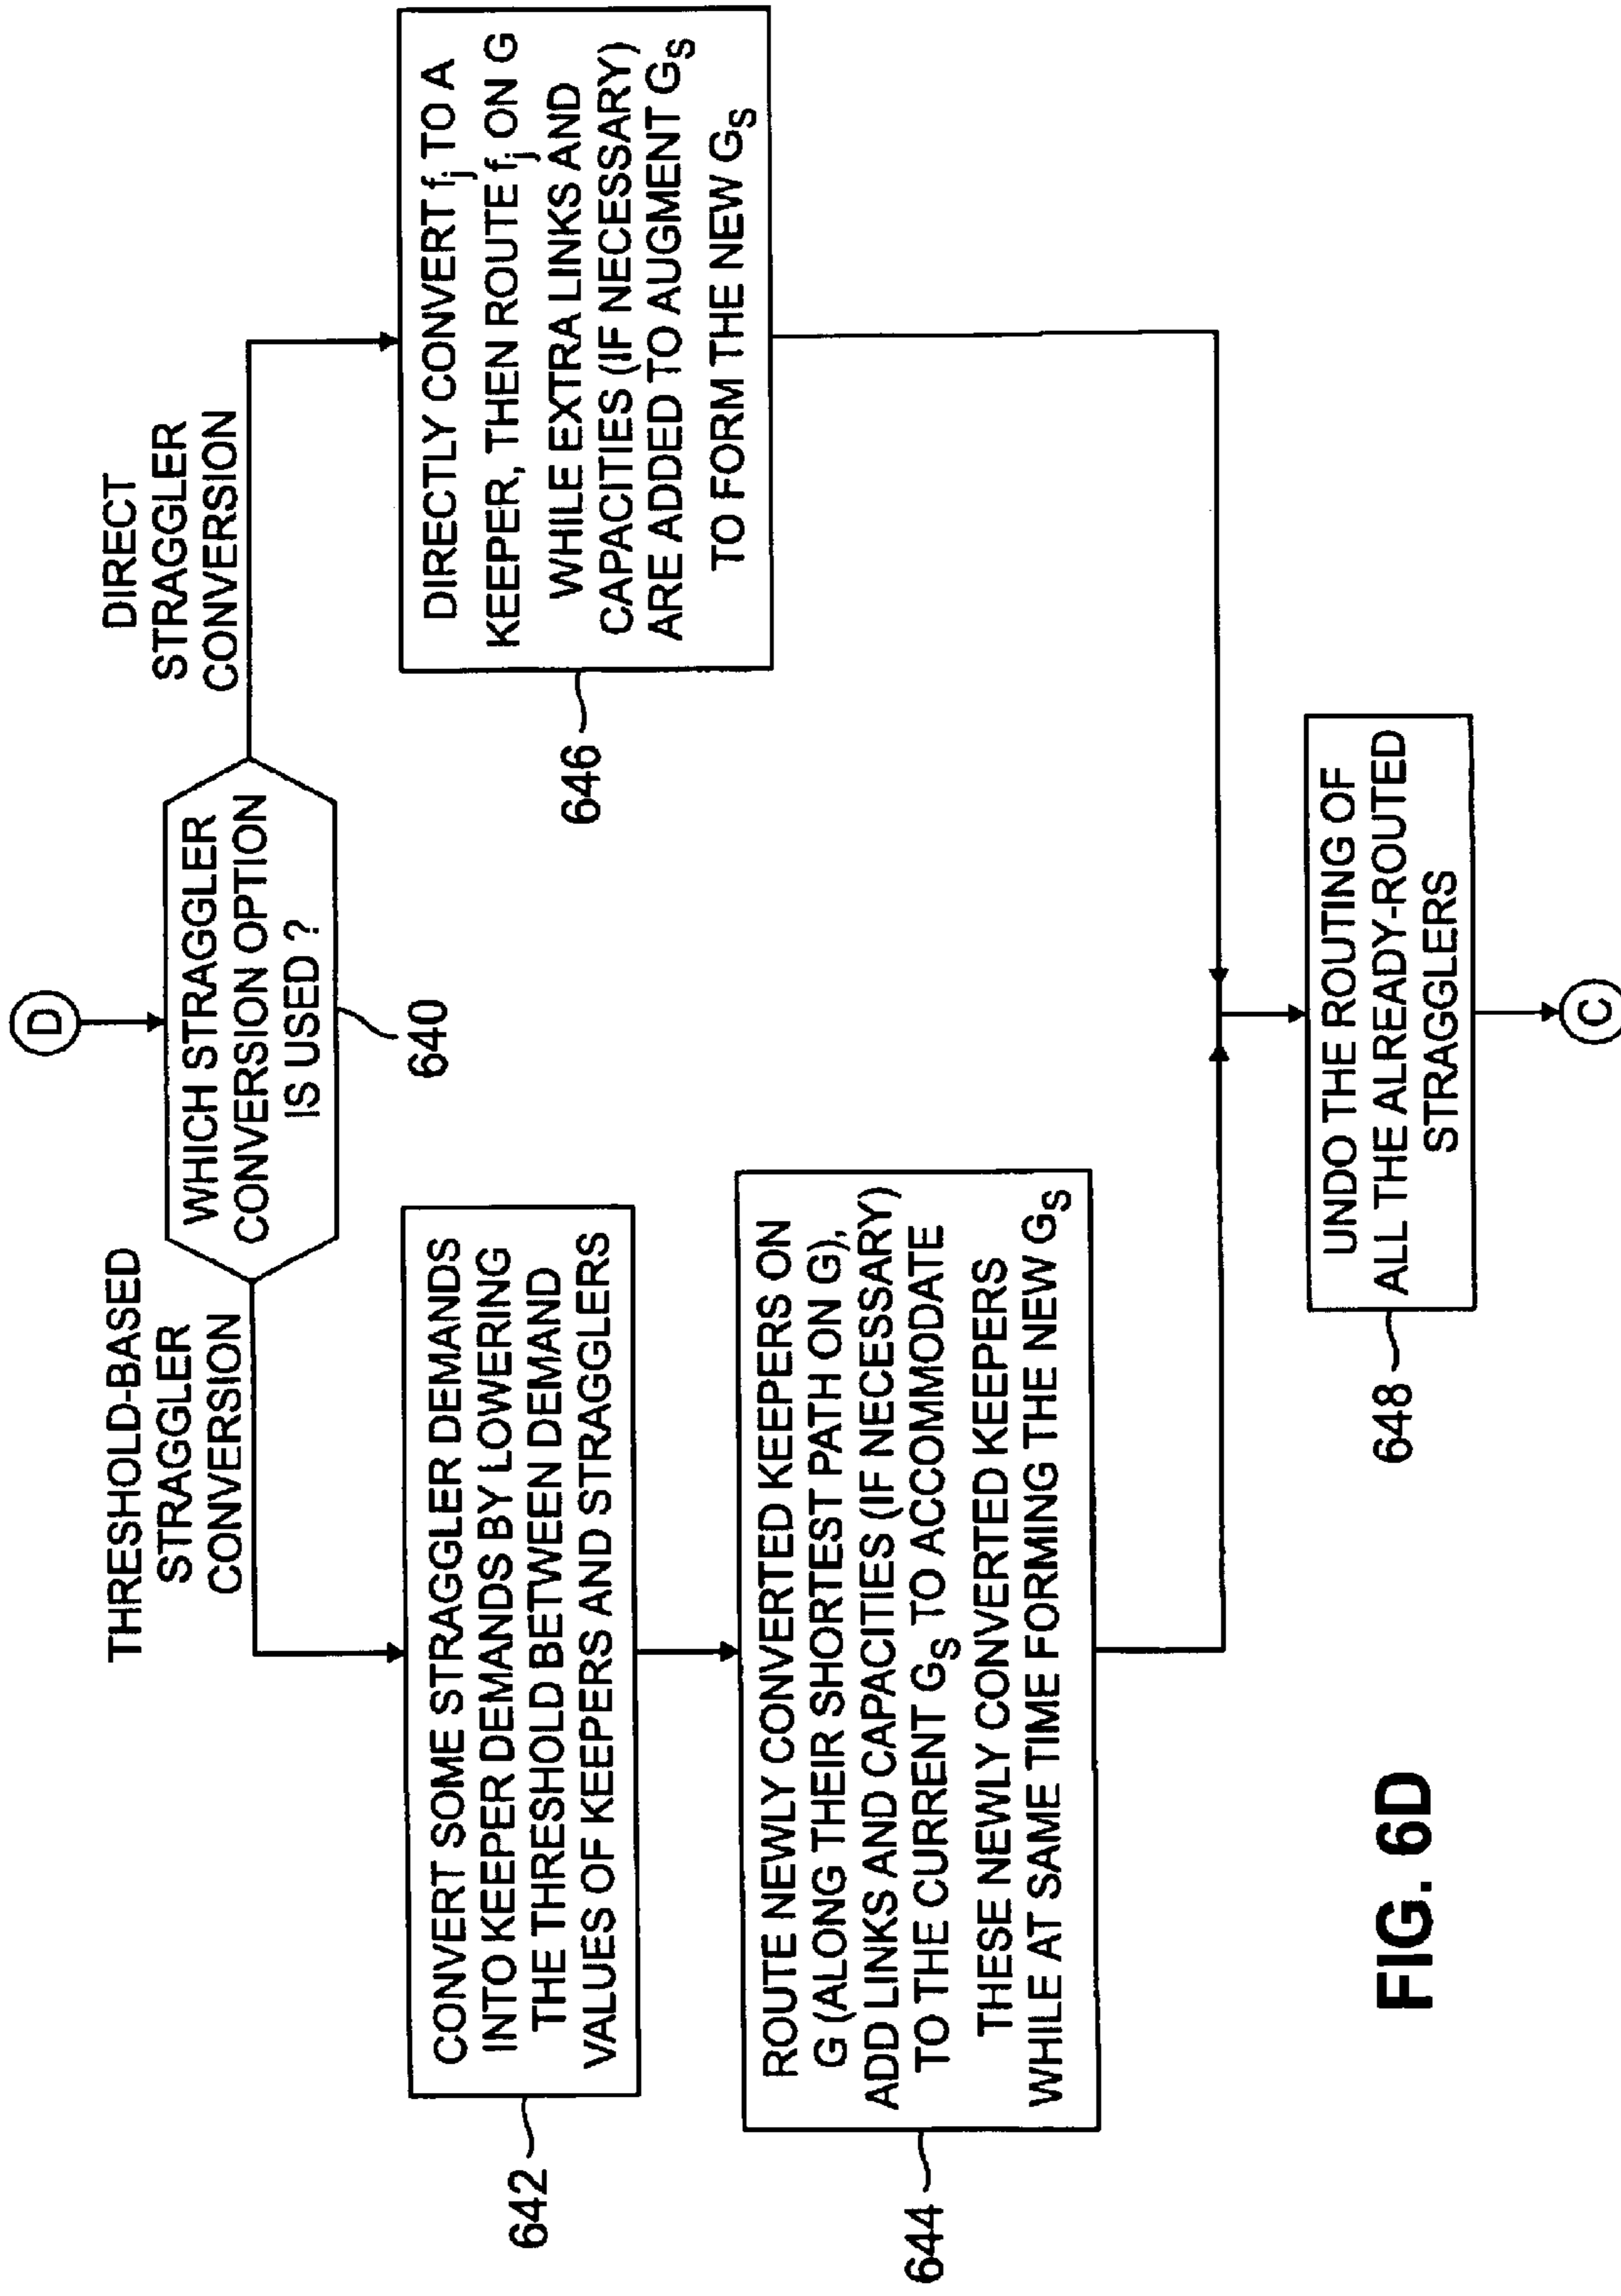 D
WHICH STRAGGLER
CONVERSION OPTION
IS USED ?
640
THRESHOLD-BASED
STRAGGLER
CONVERSION
DIRECT
STRAGGLER
CONVERSION
CONVERT SOME STRAGGLER DEMANDS
INTO KEEPER DEMANDS BY LOWERING
THE THRESHOLD BETWEEN DEMAND
VALUES OF KEEPERS AND STRAGGLERS
642
ROUTE NEWLY CONVERTED KEEPERS ON
G (ALONG THEIR SHORTEST PATH ON G),
ADD LINKS AND CAPACITIES (IF NECESSARY)
TO THE CURRENT GS TO ACCOMMODATE
THESE NEWLY CONVERTED KEEPERS
WHILE AT SAME TIME FORMING THE NEW GS
644
DIRECTLY CONVERT fj TO A
KEEPER, THEN ROUTE fj ON G
WHILE EXTRA LINKS AND
CAPACITIES (IF NECESSARY)
ARE ADDED TO AUGMENT GS
TO FORM THE NEW GS
646
UNDO THE ROUTING OF
ALL THE ALREADY-ROUTED
STRAGGLERS
648
C
FIG. 6D